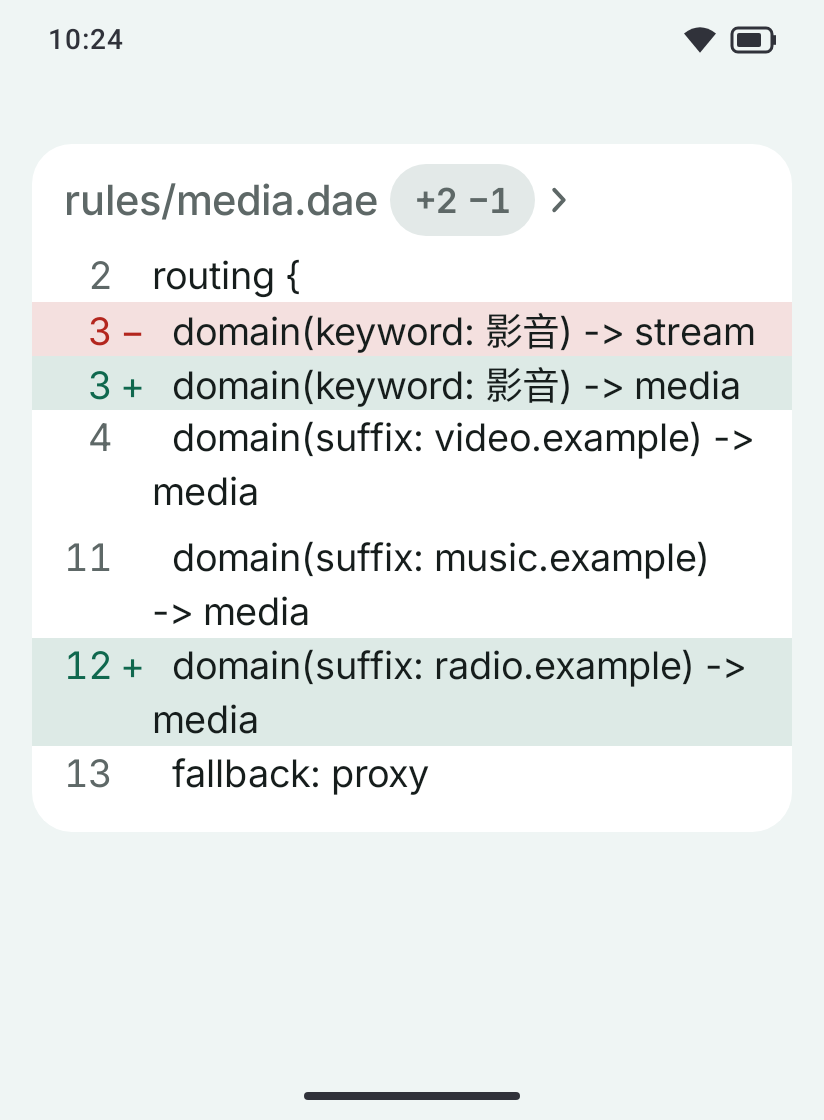 10:24
rules/media.dae +2 −1
2 routing {
3 − domain(keyword: 影音) -> stream
3 + domain(keyword: 影音) -> media
4 domain(suffix: video.example) ->
media
11 domain(suffix: music.example)
-> media
12 + domain(suffix: radio.example) ->
media
13 fallback: proxy